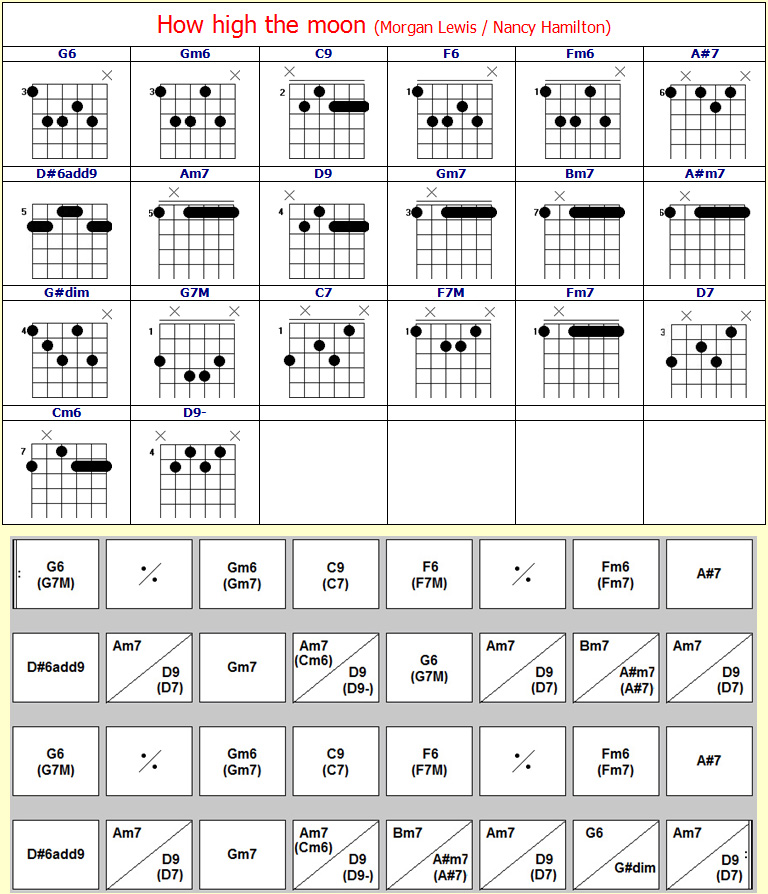 How high the moon (Morgan Lewis / Nancy Hamilton)
G6 Gm6 C9 F6 Fm6 A#7
3 3 2 1 1 6
D#6add9 Am7 D9 Gm7 Bm7 A#m7
5 5 4 3 7 6
G#dim G7M C7 F7M Fm7 D7
4 1 1 1 1 3
Cm6 D9-
7 4
G6 Gm6 C9 F6 Fm6 A#7
(G7M) (Gm7) (C7) (F7M) (Fm7)
D#6add9 Am7 D9 (D7) Gm7 Am7 (Cm6) D9 (D9-) G6 (G7M) Am7 D9 (D7) Bm7 A#m7 (A#7) Am7 D9 (D7)
G6 Gm6 C9 F6 Fm6 A#7
(G7M) (Gm7) (C7) (F7M) (Fm7)
D#6add9 Am7 D9 (D7) Gm7 Am7 (Cm6) D9 (D9-) Bm7 A#m7 (A#7) Am7 D9 (D7) G6 G#dim Am7 D9 (D7)